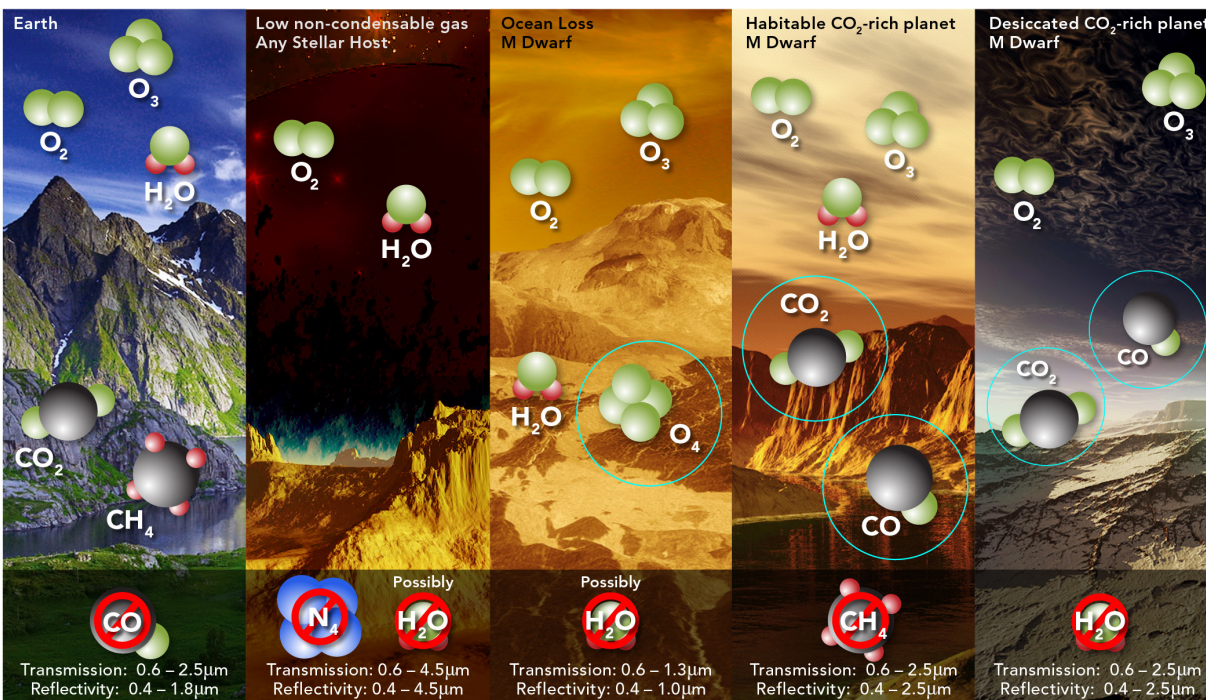 Earth
O₃
O₂
H₂O
CO₂
CH₄
CO
Transmission: 0.6 – 2.5µm
Reflectivity: 0.4 – 1.8µm
Low non-condensable gas
Any Stellar Host
O₂
H₂O
Possibly
N₄
H₂O
Transmission: 0.6 – 4.5µm
Reflectivity: 0.4 – 4.5µm
Ocean Loss
M Dwarf
O₃
O₂
H₂O
O₄
Possibly
H₂O
Transmission: 0.6 – 1.3µm
Reflectivity: 0.4 – 1.0µm
Habitable CO₂-rich planet
M Dwarf
O₂
O₃
H₂O
CO₂
CO
CH₄
Transmission: 0.6 – 2.5µm
Reflectivity: 0.4 – 2.5µm
Desiccated CO₂-rich planet
M Dwarf
O₃
O₂
CO
CO₂
H₂O
Transmission: 0.6 – 2.5µm
Reflectivity: 0.4 – 2.5µm